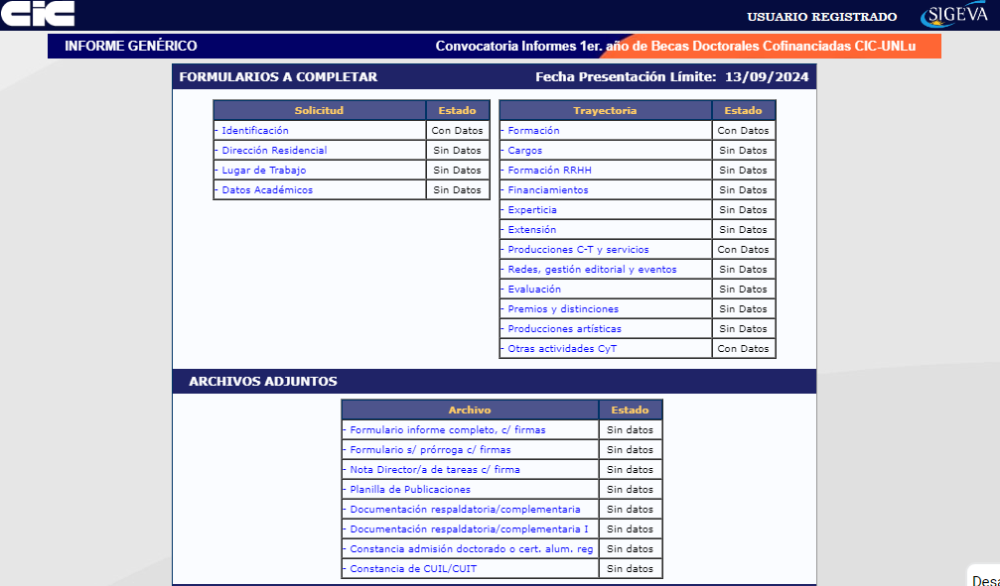 CIC
USUARIO REGISTRADO
SIGEVA
INFORME GENÉRICO
Convocatoria Informes 1er. año de Becas Doctorales Cofinanciadas CIC-UNLu
FORMULARIOS A COMPLETAR
Fecha Presentación Límite: 13/09/2024
Solicitud Estado
- Identificación Con Datos
- Dirección Residencial Sin Datos
- Lugar de Trabajo Sin Datos
- Datos Académicos Sin Datos
Trayectoria Estado
- Formación Con Datos
- Cargos Sin Datos
- Formación RRHH Sin Datos
- Financiamientos Sin Datos
- Experticia Sin Datos
- Extensión Sin Datos
- Producciones C-T y servicios Con Datos
- Redes, gestión editorial y eventos Sin Datos
- Evaluación Sin Datos
- Premios y distinciones Sin Datos
- Producciones artísticas Sin Datos
- Otras actividades CyT Con Datos
ARCHIVOS ADJUNTOS
Archivo Estado
- Formulario informe completo, c/ firmas Sin datos
- Formulario s/ prórroga c/ firmas Sin datos
- Nota Director/a de tareas c/ firma Sin datos
- Planilla de Publicaciones Sin datos
- Documentación respaldatoria/complementaria Sin datos
- Documentación respaldatoria/complementaria I Sin datos
- Constancia admisión doctorado o cert. alum. reg Sin datos
- Constancia de CUIL/CUIT Sin datos